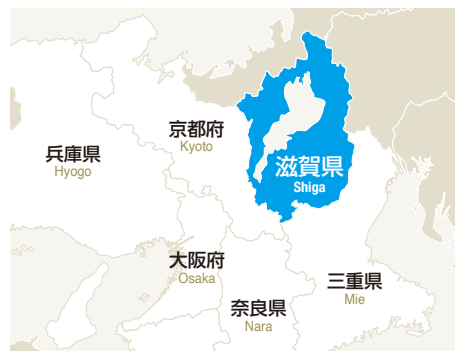 京都府
Kyoto
兵庫県
Hyogo
滋賀県
Shiga
大阪府
Osaka
三重県
Mie
奈良県
Nara